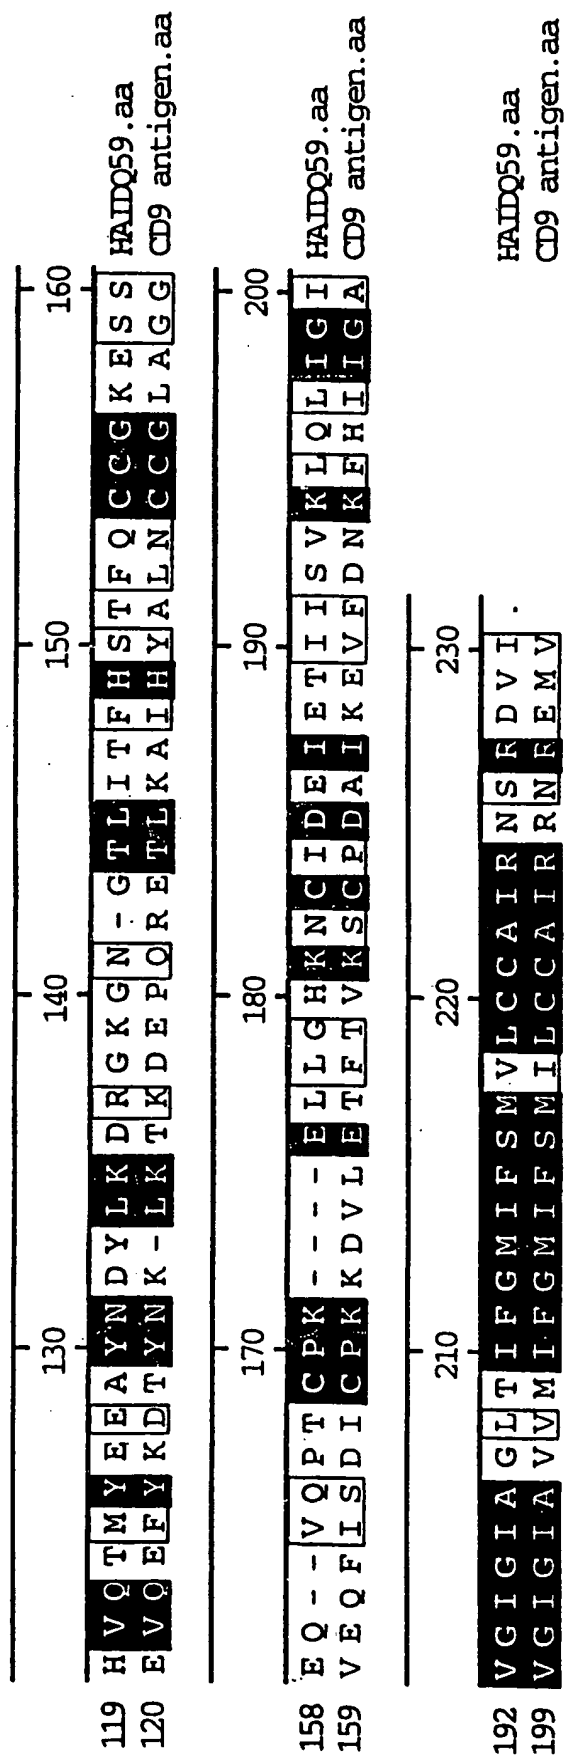 130 140 150 160
119 H V Q T M Y E E A Y N D Y L K D R G K G N - G T L I T F H S T F Q C C G K E S S HAIDQ59.aa
120 E V Q E F Y K D T Y N K - L K T K D E P Q R E T L K A I H Y A L N C C G L A G G CD9 antigen.aa
170 180 190 200
158 E Q - - V Q P T C P K - - - - E L L G H K N C I D E I E T I I S V K L Q L I G I HAIDQ59.aa
159 V E Q F I S D I C P K K D V L E T F T V K S C P D A I K E V F D N K F H I I G A CD9 antigen.aa
210 220 230
192 V G I G I A G L T I F G M I F S M V L C C A I R N S R D V I HAIDQ59.aa
199 V G I G I A V V M I F G M I F S M I L C C A I R R N R E M V CD9 antigen.aa